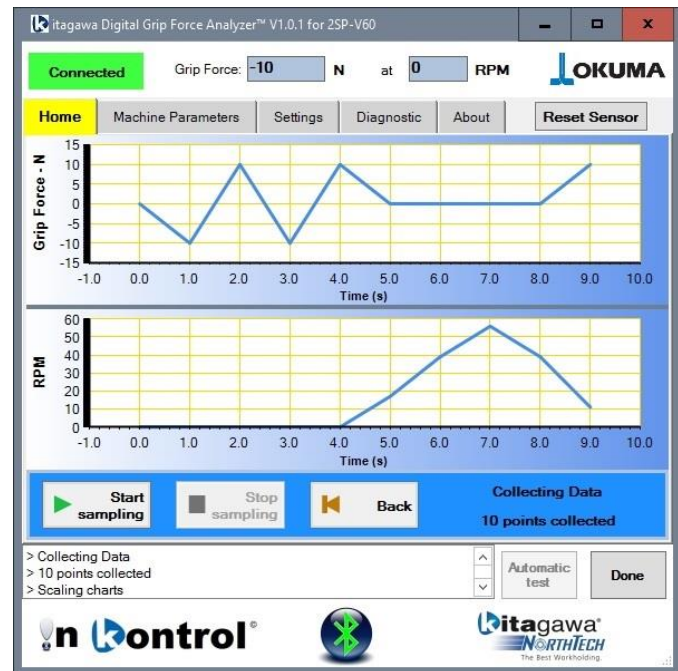 itagawa Digital Grip Force Analyzer™ V1.0.1 for 2SP-V60
Connected Grip Force: -10 N at 0 RPM OKUMA
Home Machine Parameters Settings Diagnostic About Reset Sensor
Grip Force - N
15
10
5
0
-5
-10
-15
-1.0 0.0 1.0 2.0 3.0 4.0 5.0 6.0 7.0 8.0 9.0 10.0
Time (s)
RPM
60
50
40
30
20
10
0
-1.0 0.0 1.0 2.0 3.0 4.0 5.0 6.0 7.0 8.0 9.0 10.0
Time (s)
Start sampling
Stop sampling
Back
Collecting Data
10 points collected
> Collecting Data
> 10 points collected
> Scaling charts
Automatic test
Done
in kontrol®
kitagawa®
NORTHTECH
The Best Workholding.